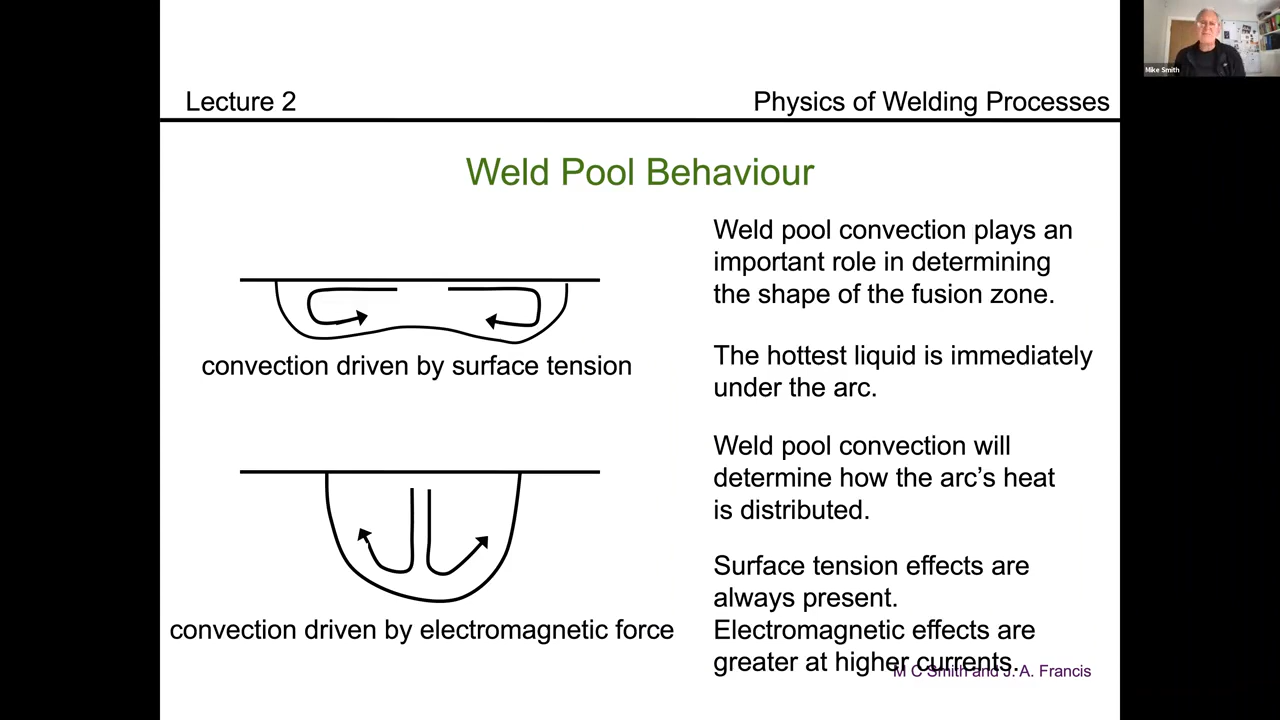 Mike Smith
Lecture 2
Physics of Welding Processes
Weld Pool Behaviour
convection driven by surface tension
convection driven by electromagnetic force
Weld pool convection plays an
important role in determining
the shape of the fusion zone.
The hottest liquid is immediately
under the arc.
Weld pool convection will
determine how the arc’s heat
is distributed.
Surface tension effects are
always present.
Electromagnetic effects are
greater at higher currents.
M C Smith and J. A. Francis